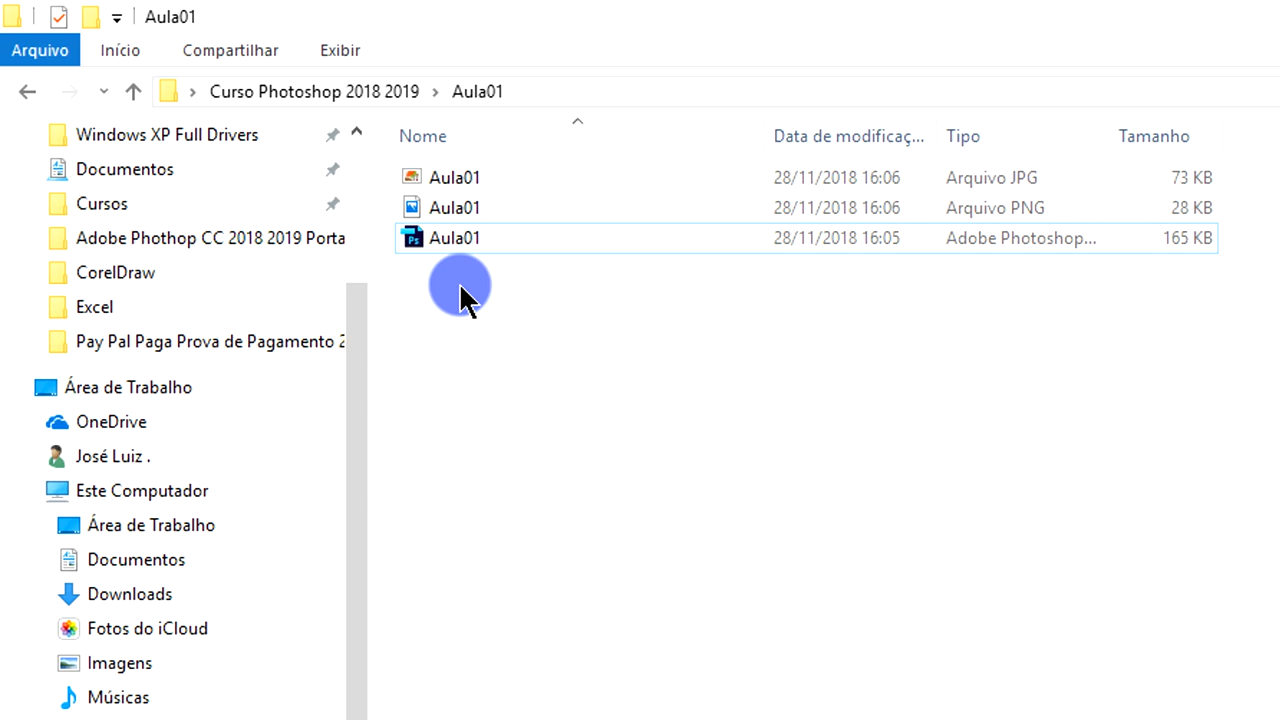 Aula01
Arquivo Início Compartilhar Exibir
Curso Photoshop 2018 2019 Aula01
Windows XP Full Drivers
Documentos
Cursos
Adobe Phothop CC 2018 2019 Porta
CorelDraw
Excel
Pay Pal Paga Prova de Pagamento 2
Área de Trabalho
OneDrive
José Luiz .
Este Computador
Área de Trabalho
Documentos
Downloads
Fotos do iCloud
Imagens
Músicas
Nome Data de modificaç... Tipo Tamanho
Aula01 28/11/2018 16:06 Arquivo JPG 73 KB
Aula01 28/11/2018 16:06 Arquivo PNG 28 KB
Ps Aula01 28/11/2018 16:05 Adobe Photoshop... 165 KB